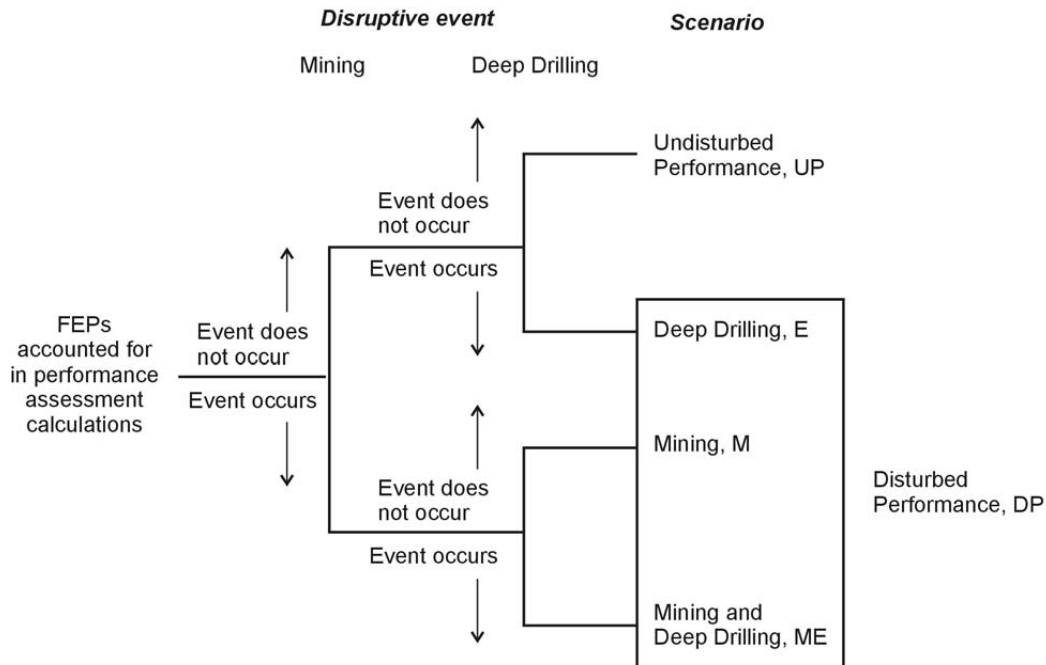 Disruptive event
Scenario
Mining
Deep Drilling
Undisturbed
Performance, UP
Event does
not occur
Event occurs
FEPs
accounted for
in performance
assessment
calculations
Event does
not occur
Event occurs
Deep Drilling, E
Mining, M
Event does
not occur
Event occurs
Disturbed
Performance, DP
Mining and
Deep Drilling, ME